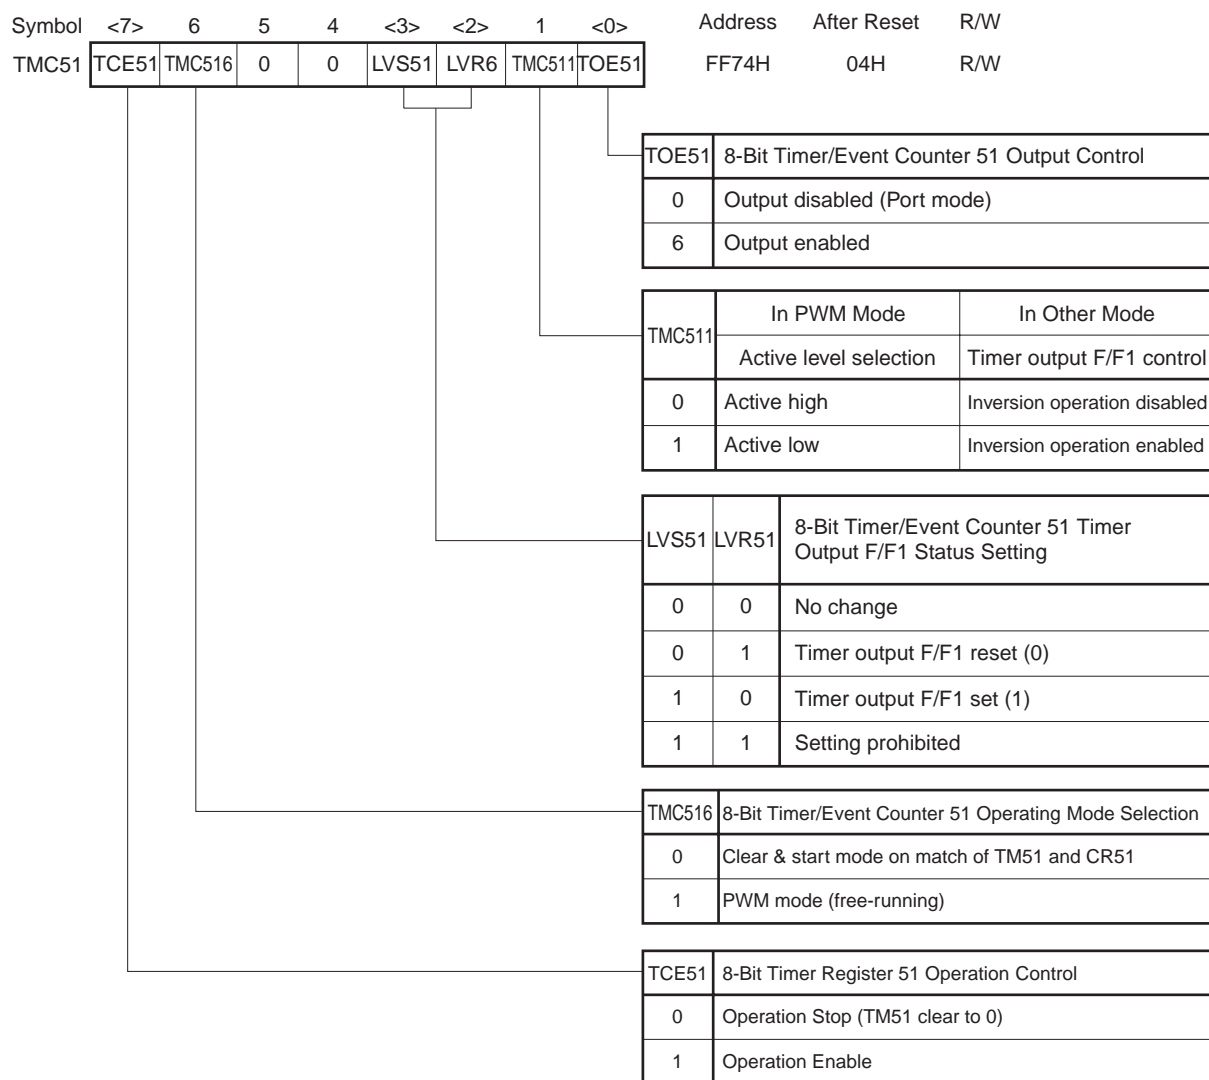 Symbol <7> 6 5 4 <3> <2> 1 <0> Address After Reset R/W
TMC51 TCE51 TMC516 0 0 LVS51 LVR6 TMC511 TOE51 FF74H 04H R/W
TOE51 8-Bit Timer/Event Counter 51 Output Control
0 Output disabled (Port mode)
6 Output enabled
TMC511 In PWM Mode In Other Mode
Active level selection Timer output F/F1 control
0 Active high Inversion operation disabled
1 Active low Inversion operation enabled
LVS51 LVR51 8-Bit Timer/Event Counter 51 Timer
Output F/F1 Status Setting
0 0 No change
0 1 Timer output F/F1 reset (0)
1 0 Timer output F/F1 set (1)
1 1 Setting prohibited
TMC516 8-Bit Timer/Event Counter 51 Operating Mode Selection
0 Clear & start mode on match of TM51 and CR51
1 PWM mode (free-running)
TCE51 8-Bit Timer Register 51 Operation Control
0 Operation Stop (TM51 clear to 0)
1 Operation Enable